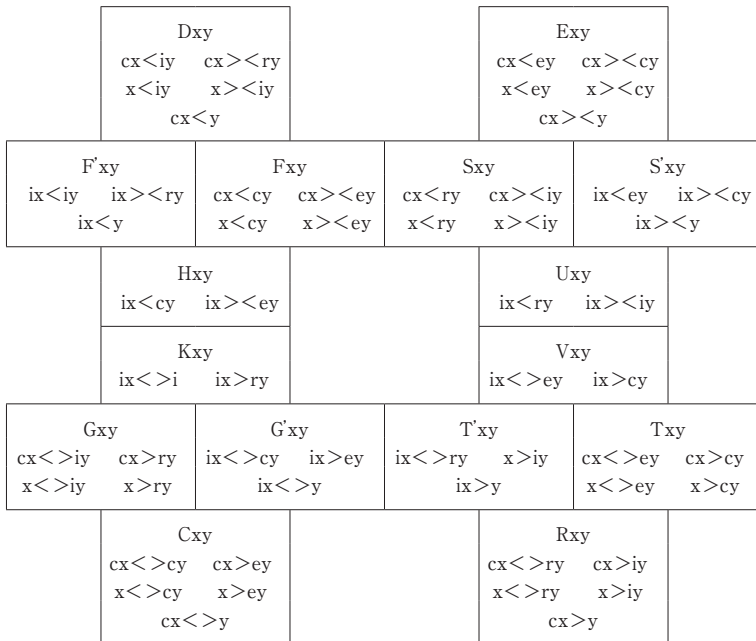 Dxy Exy
cx<iy cx><ry cx<ey cx><cy
x<iy x><iy x<ey x><cy
cx<y cx><y
F'xy Fxy Sxy S'xy
ix<iy ix><ry cx<cy cx><ey cx<ry cx><iy ix<ey ix><cy
ix<y x<cy x><ey x<ry x><iy ix><y
Hxy Uxy
ix<cy ix><ey ix<ry ix><iy
Kxy Vxy
ix<>i ix>ry ix<>ey ix>cy
Gxy G'xy T'xy Txy
cx<>iy cx>ry ix<>cy ix>ey ix<>ry x>iy cx<>ey cx>cy
x<>iy x>ry ix<>y ix>y x<>ey x>cy
Cxy Rxy
cx<>cy cx>ey cx<>ry cx>iy
x<>cy x>ey x<>ry x>iy
cx<>y cx>y